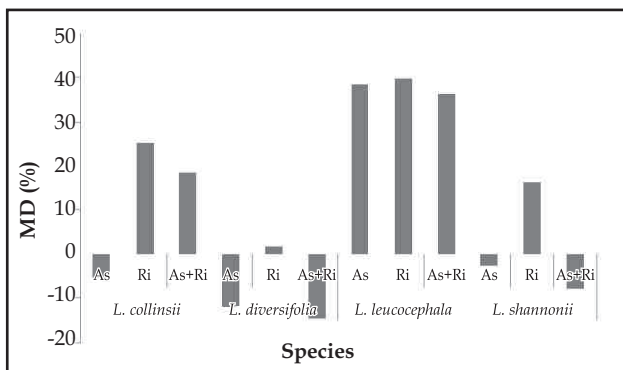 50
40
30
20
10
0
-10
-20
MD (%)
As Ri As+Ri As Ri As+Ri As Ri As+Ri As Ri As+Ri
L. collinsii L. diversifolia L. leucocephala L. shannonii
Species